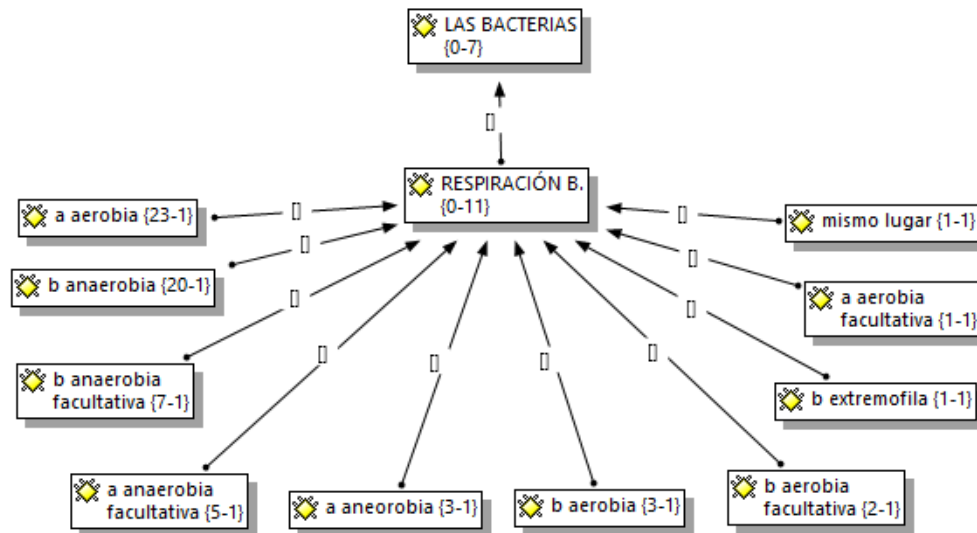 LAS BACTERIAS
{0-7}
[]
RESPIRACIÓN B.
{0-11}
a aerobia {23-1}
[]
[]
mismo lugar {1-1}
b anaerobia {20-1}
[]
[]
a aerobia
facultativa {1-1}
[]
[]
b anaerobia
facultativa {7-1}
[]
[]
[]
[]
b extremofila {1-1}
a anaerobia
facultativa {5-1}
a aneorobia {3-1}
b aerobia {3-1}
b aerobia
facultativa {2-1}